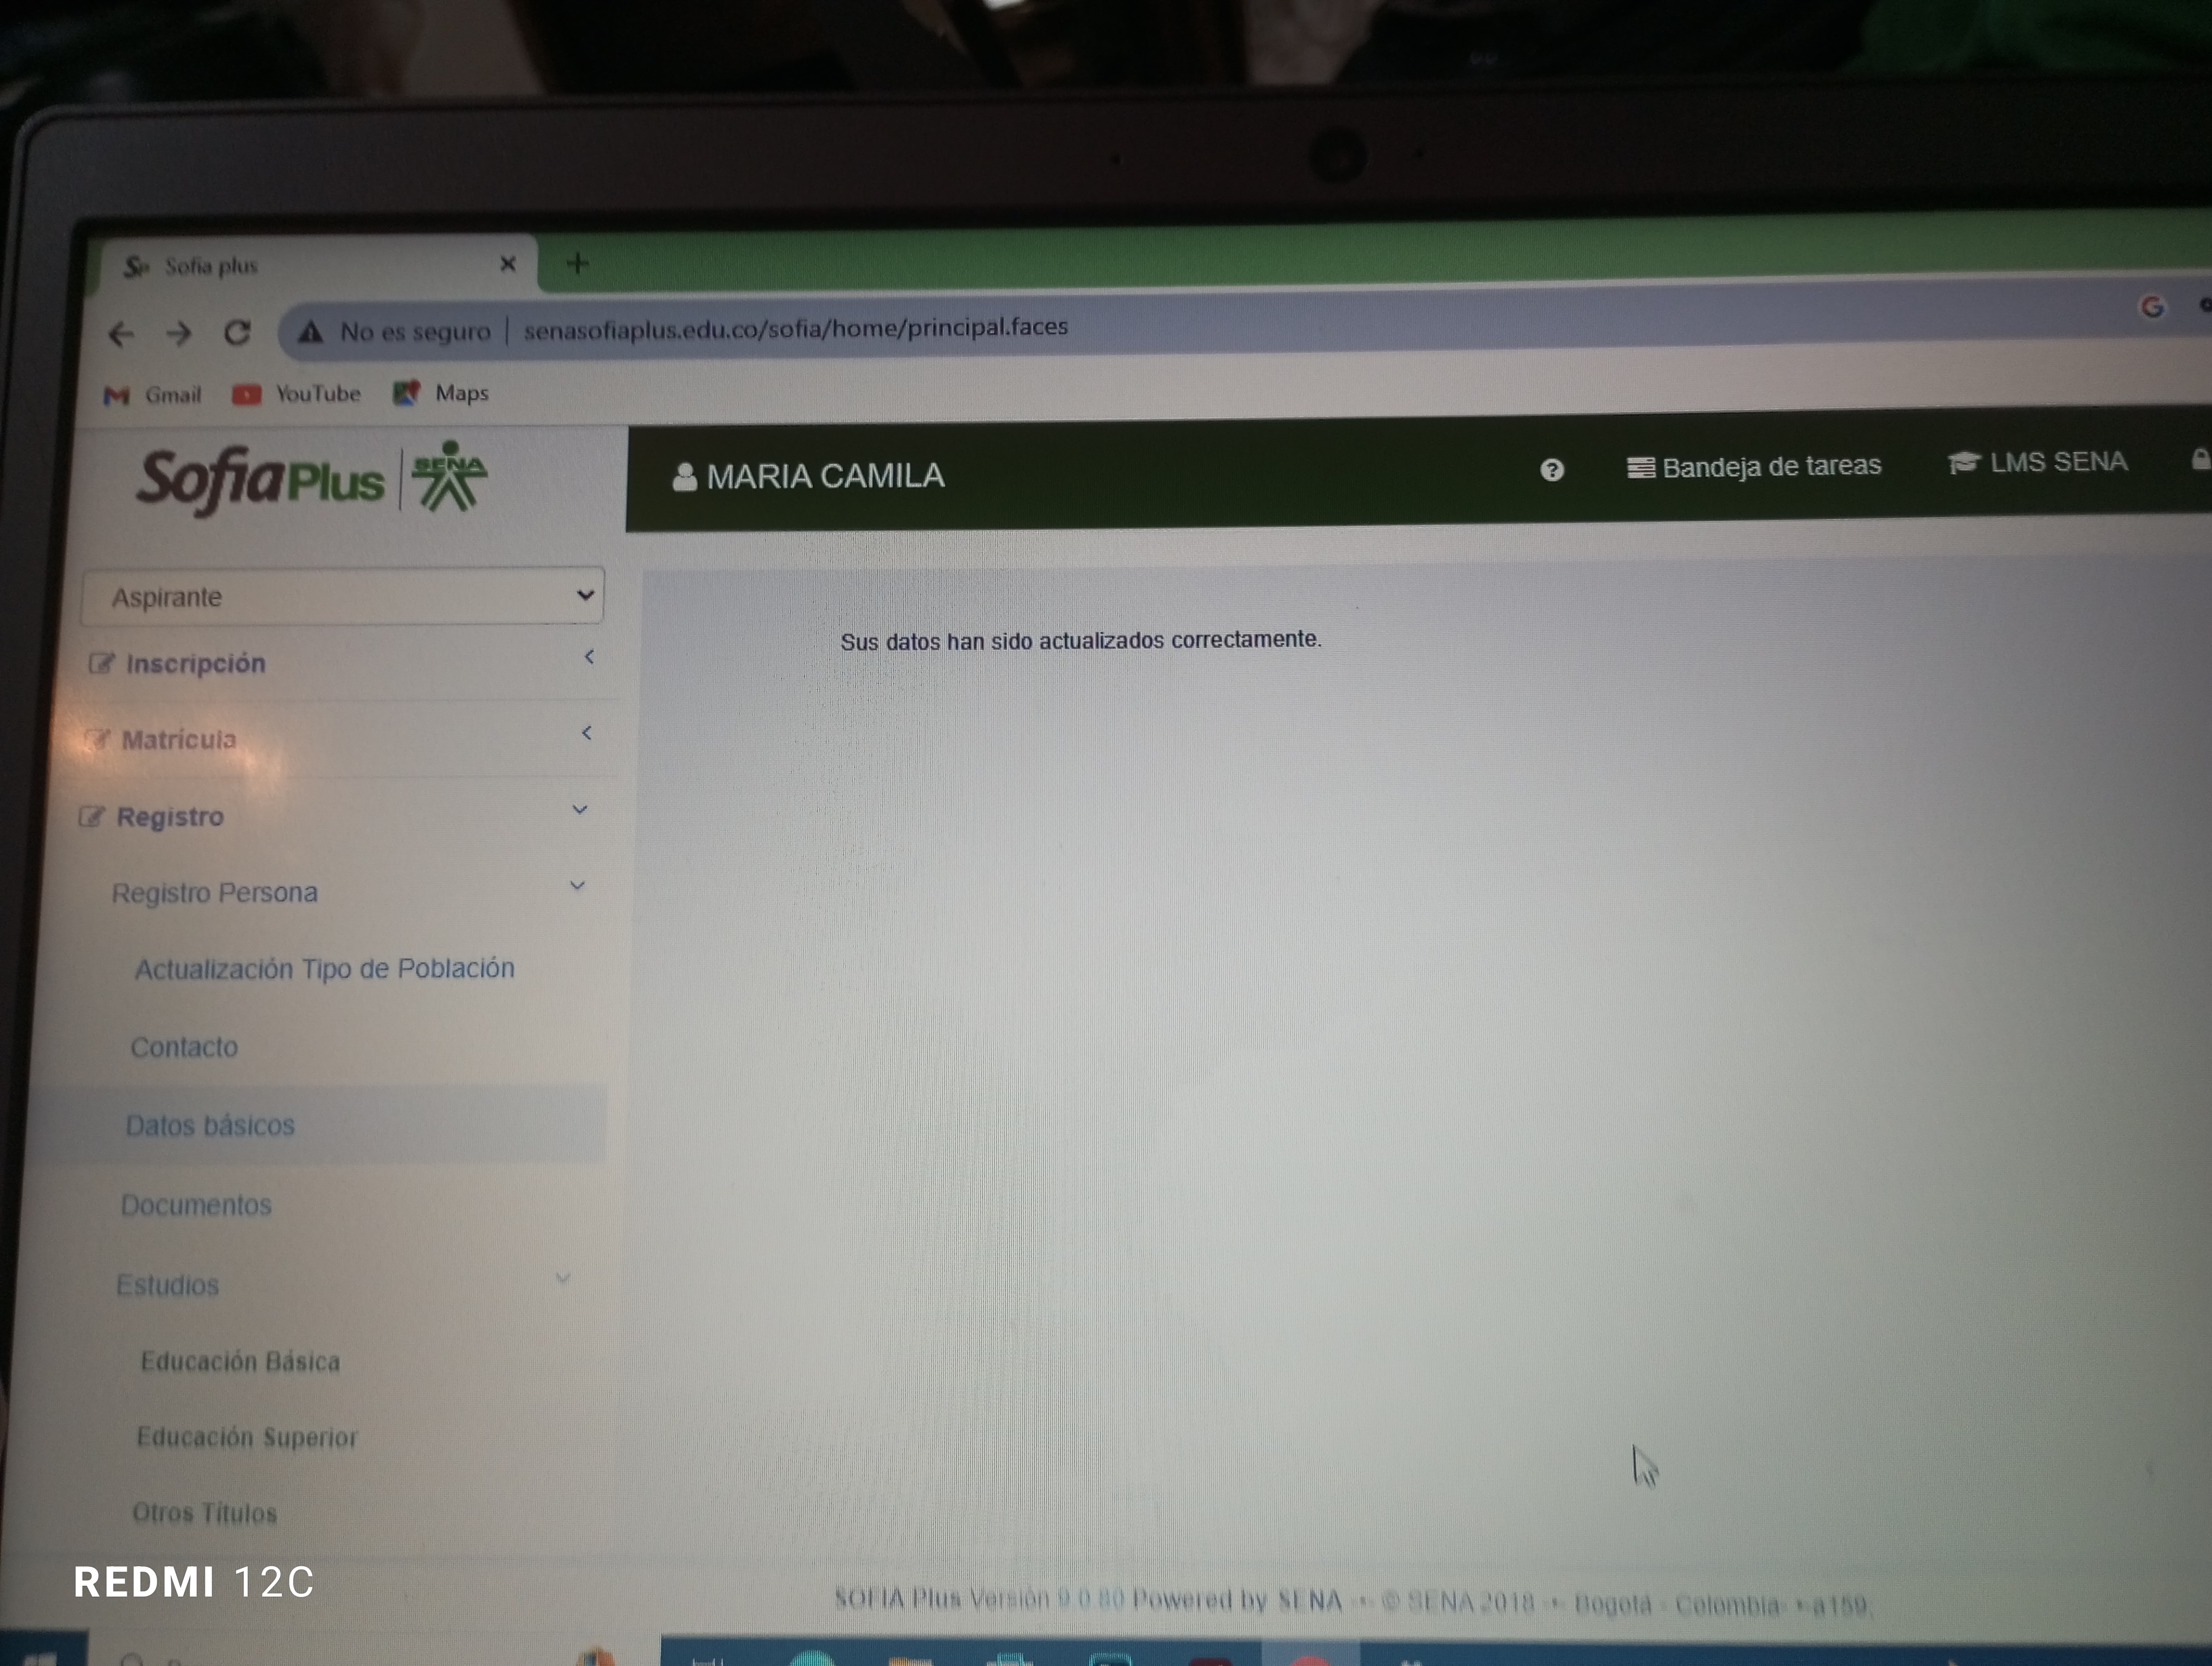 Sofia plus
No es seguro | senasofiaplus.edu.co/sofia/home/principal.faces
Gmail YouTube Maps
Sofia Plus SENA
MARIA CAMILA
? Bandeja de tareas LMS SENA
Aspirante
Sus datos han sido actualizados correctamente.
Inscripción
Matrícula
Registro
Registro Persona
Actualización Tipo de Población
Contacto
Datos básicos
Documentos
Estudios
Educación Básica
Educación Superior
Otros Títulos
REDMI 12C
SOFIA Plus Versión 9.0.80 Powered by SENA - © SENA 2018 - Bogotá - Colombia - a159.